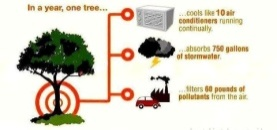 In a year, one tree...
...cools like 10 air
conditioners running
continually.
...absorbs 750 gallons
of stormwater.
...filters 60 pounds of
pollutants from the air.